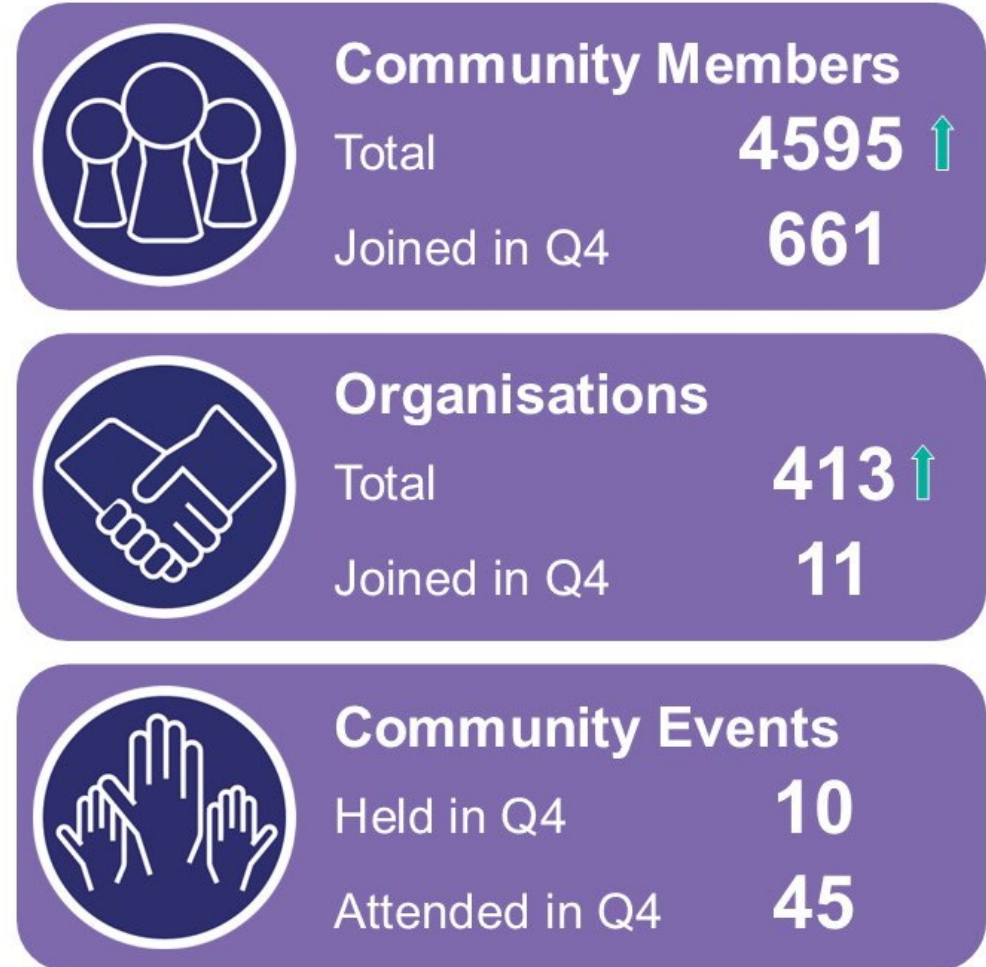 Community Members
Total 4595
Joined in Q4 661
Organisations
Total 413
Joined in Q4 11
Community Events
Held in Q4 10
Attended in Q4 45